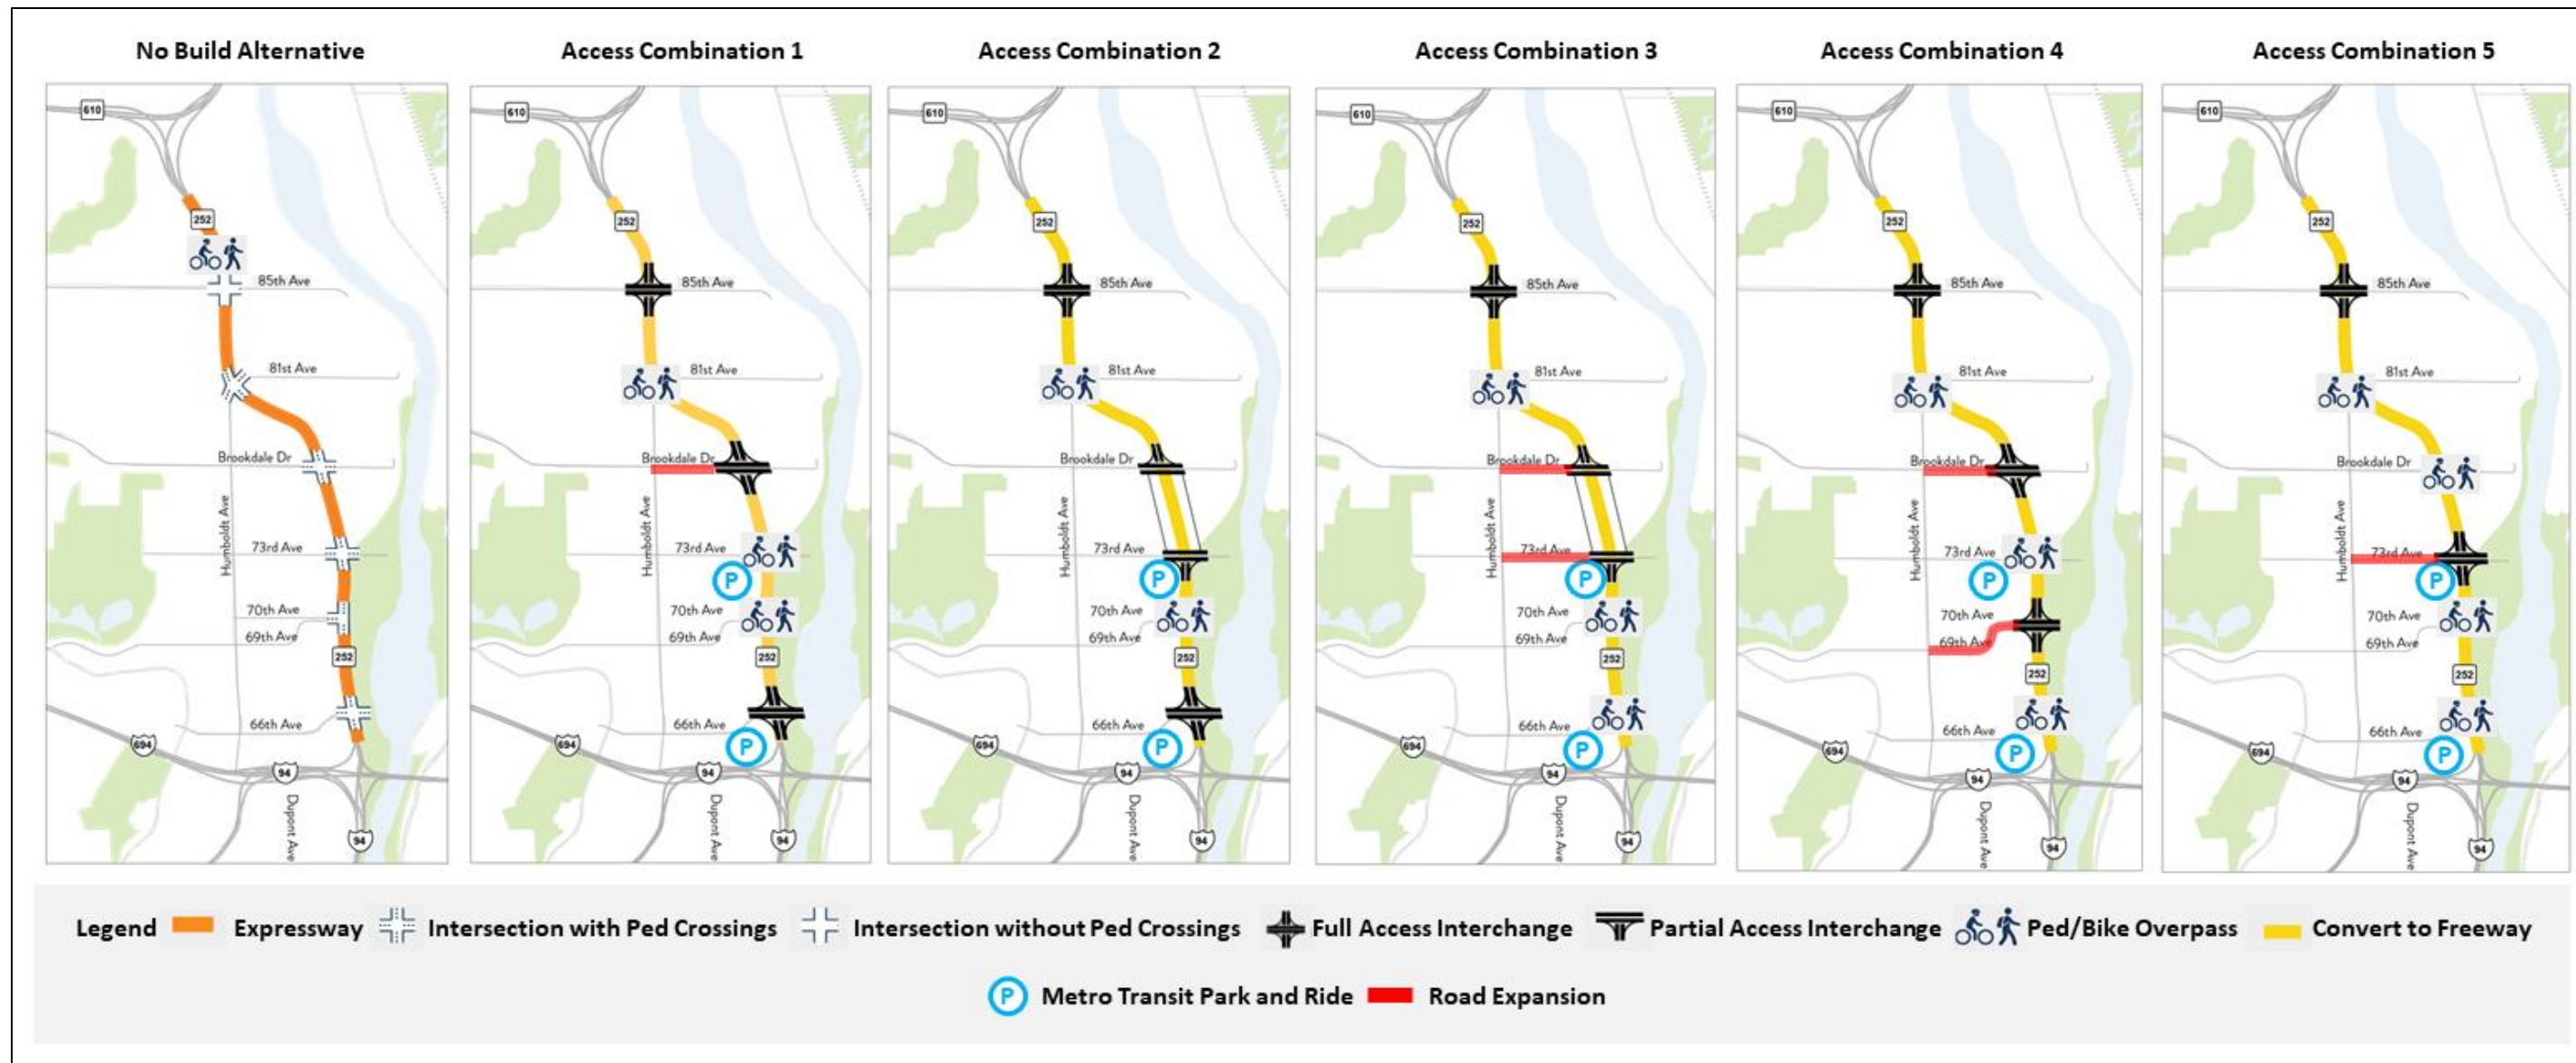 No Build Alternative
610
252
85th Ave
81st Ave
Brookdale Dr
Humboldt Ave
73rd Ave
70th Ave
69th Ave
252
66th Ave
694
94
Dupont Ave
94
Access Combination 1
610
252
85th Ave
81st Ave
Brookdale Dr
Humboldt Ave
73rd Ave
P
70th Ave
69th Ave
252
66th Ave
P
694
94
Dupont Ave
94
Access Combination 2
610
252
85th Ave
81st Ave
Brookdale Dr
Humboldt Ave
73rd Ave
P
70th Ave
69th Ave
252
66th Ave
P
694
94
Dupont Ave
94
Access Combination 3
610
252
85th Ave
81st Ave
Brookdale Dr
Humboldt Ave
73rd Ave
P
70th Ave
69th Ave
252
66th Ave
P
694
94
Dupont Ave
94
Access Combination 4
610
252
85th Ave
81st Ave
Brookdale Dr
Humboldt Ave
73rd Ave
P
70th Ave
69th Ave
252
66th Ave
P
694
94
Dupont Ave
94
Access Combination 5
610
252
85th Ave
81st Ave
Brookdale Dr
Humboldt Ave
73rd Ave
P
70th Ave
69th Ave
252
66th Ave
P
694
94
Dupont Ave
94
Legend Expressway Intersection with Ped Crossings Intersection without Ped Crossings Full Access Interchange Partial Access Interchange Ped/Bike Overpass Convert to Freeway
P Metro Transit Park and Ride Road Expansion